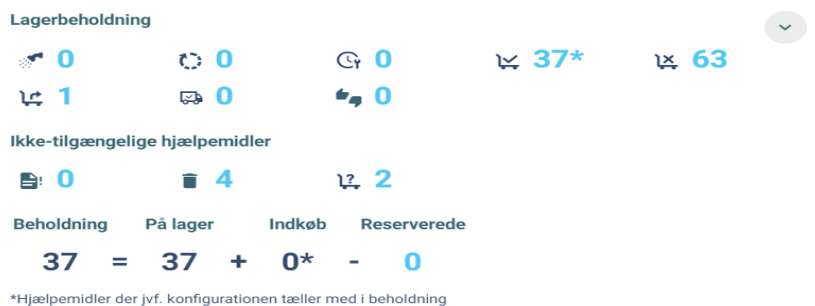 Lagerbeholdning
0 0 0 37* 63
1 0 0
Ikke-tilgængelige hjælpemidler
0 4 2
Beholdning På lager Indkøb Reserverede
37 = 37 + 0* - 0
*Hjælpemidler der jvf. konfigurationen tæller med i beholdning